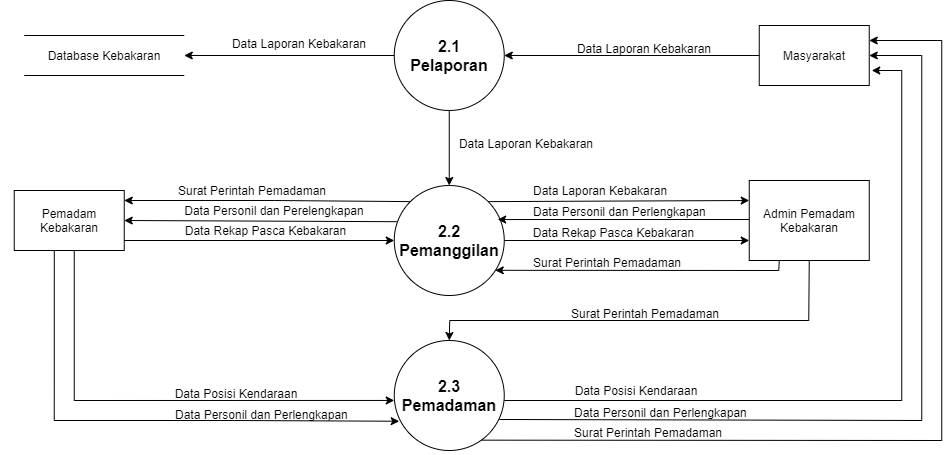 Database Kebakaran
Data Laporan Kebakaran
2.1
Pelaporan
Data Laporan Kebakaran
Masyarakat
Data Laporan Kebakaran
Pemadam
Kebakaran
Surat Perintah Pemadaman
Data Personil dan Perelengkapan
Data Rekap Pasca Kebakaran
2.2
Pemanggilan
Data Laporan Kebakaran
Data Personil dan Perlengkapan
Data Rekap Pasca Kebakaran
Surat Perintah Pemadaman
Admin Pemadam
Kebakaran
Surat Perintah Pemadaman
Data Posisi Kendaraan
Data Personil dan Perlengkapan
2.3
Pemadaman
Data Posisi Kendaraan
Data Personil dan Perlengkapan
Surat Perintah Pemadaman